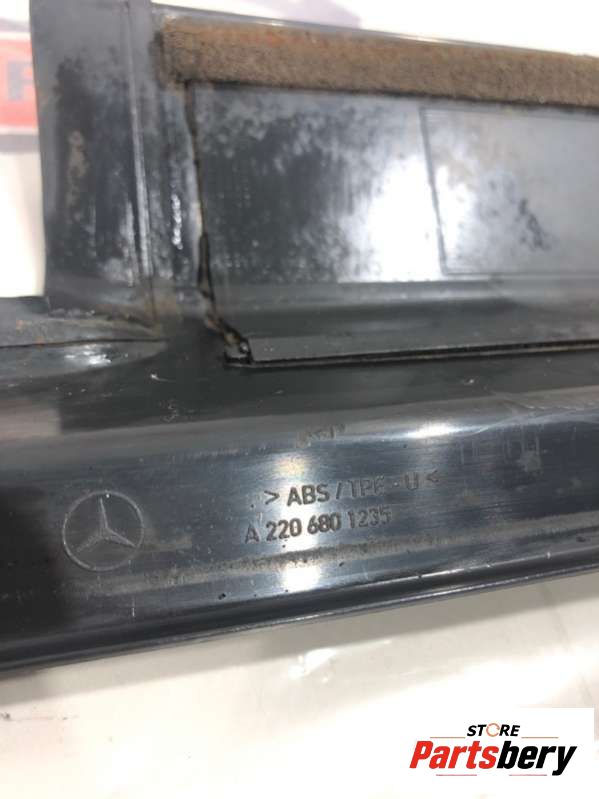 >ABS/TPE-U<
A 220 680 1235
STORE
Partsbery